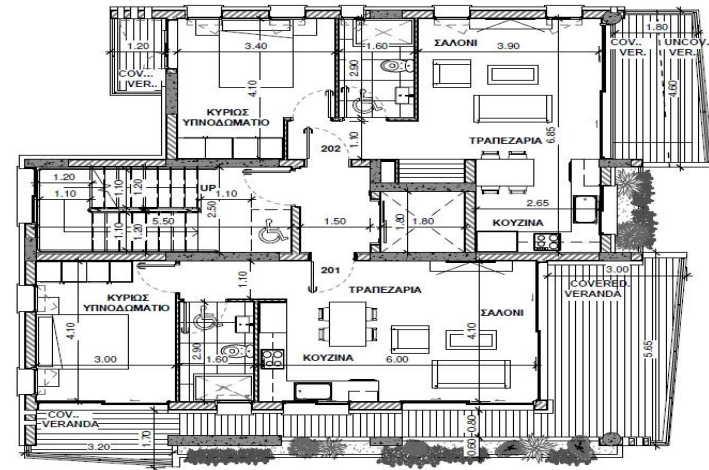 1.20
COV..
VER..
3.40
4.10
ΚΥΡΙΩΣ
ΥΠΝΟΔΩΜΑΤΙΟ
1.60
2.90
1.10
202
ΣΑΛΟΝΙ
3.90
ΤΡΑΠΕΖΑΡΙΑ
6.85
2.65
ΚΟΥΖΙΝΑ
1.80
COV.. UNCOV..
VER.. VER..
4.60
1.20
1.10
1.10
1.20
UP
1.10
2.50
5.50
1.10
1.20
1.50
1.80
1.80
201
ΚΥΡΙΩΣ
ΥΠΝΟΔΩΜΑΤΙΟ
1.10
4.10
3.00
2.90
1.60
ΤΡΑΠΕΖΑΡΙΑ
ΣΑΛΟΝΙ
ΚΟΥΖΙΝΑ
6.00
4.10
3.00
COVERED.
VERANDA
5.65
COV..
VERANDA
3.20
1.70
0.80
0.60